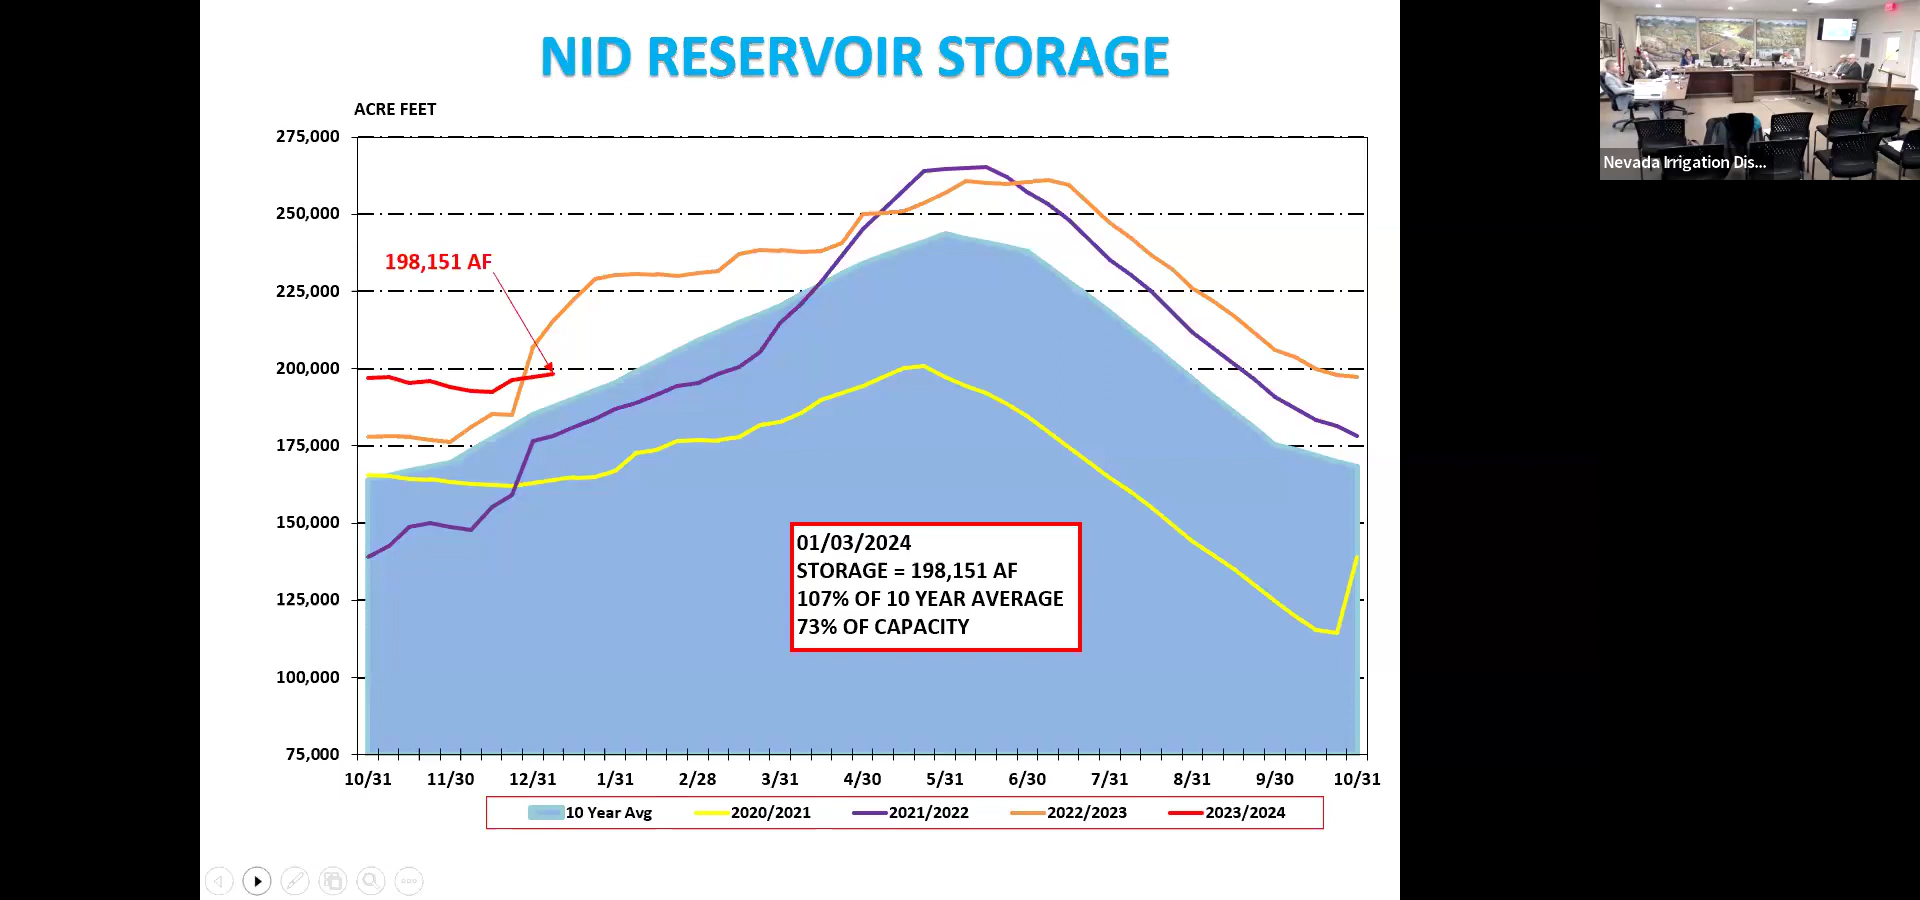 NID RESERVOIR STORAGE
ACRE FEET
275,000
250,000
225,000
200,000
175,000
150,000
125,000
100,000
75,000
198,151 AF
01/03/2024
STORAGE = 198,151 AF
107% OF 10 YEAR AVERAGE
73% OF CAPACITY
10/31 11/30 12/31 1/31 2/28 3/31 4/30 5/31 6/30 7/31 8/31 9/30 10/31
10 Year Avg 2020/2021 2021/2022 2022/2023 2023/2024
Nevada Irrigation Dis...